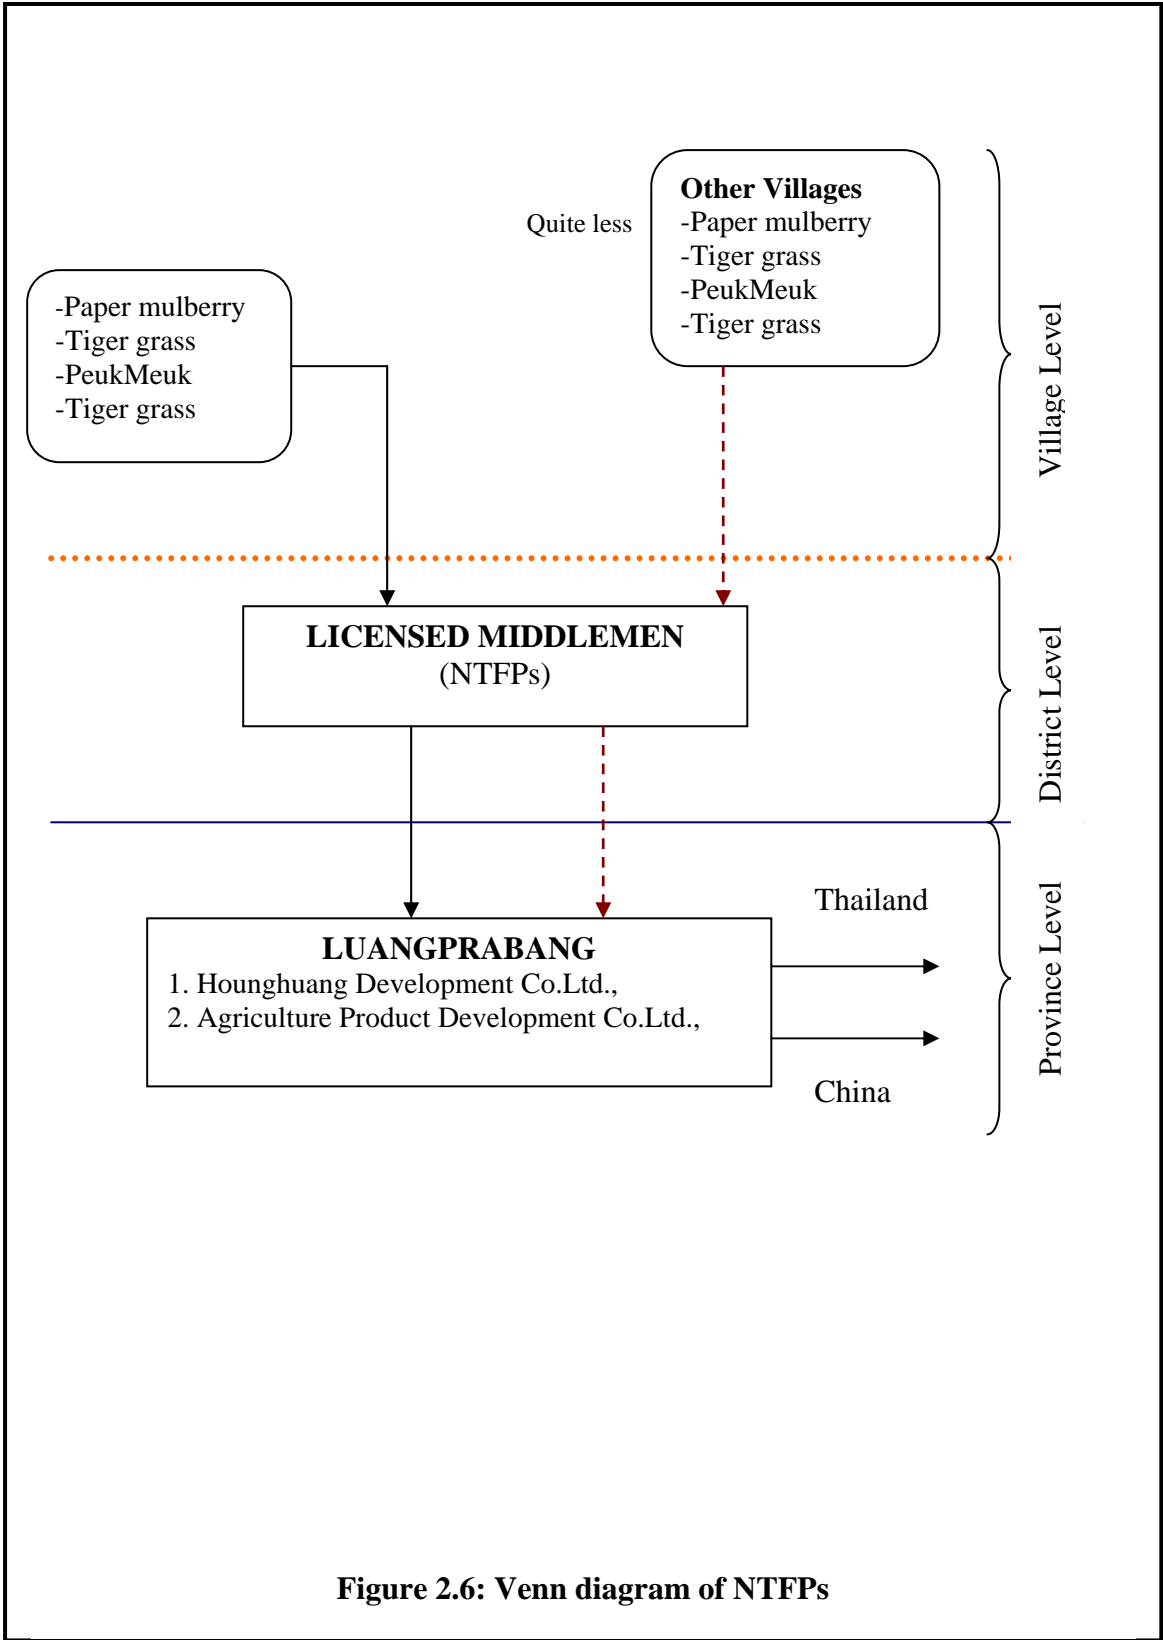 Other Villages
-Paper mulberry
-Tiger grass
-PeukMeuk
-Tiger grass
Quite less
-Paper mulberry
-Tiger grass
-PeukMeuk
-Tiger grass
Village Level
LICENSED MIDDLEMEN
(NTFPs)
District Level
LUANGPRABANG
1. Hounghuang Development Co.Ltd.,
2. Agriculture Product Development Co.Ltd.,
Thailand
China
Province Level
Figure 2.6: Venn diagram of NTFPs